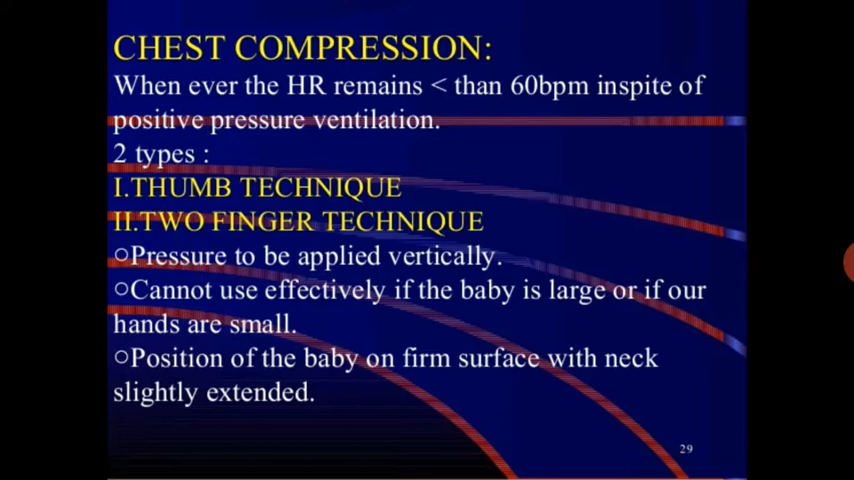 CHEST COMPRESSION:
When ever the HR remains < than 60bpm inspite of
positive pressure ventilation.
2 types :
I.THUMB TECHNIQUE
II.TWO FINGER TECHNIQUE
○Pressure to be applied vertically.
○Cannot use effectively if the baby is large or if our
hands are small.
○Position of the baby on firm surface with neck
slightly extended.
29